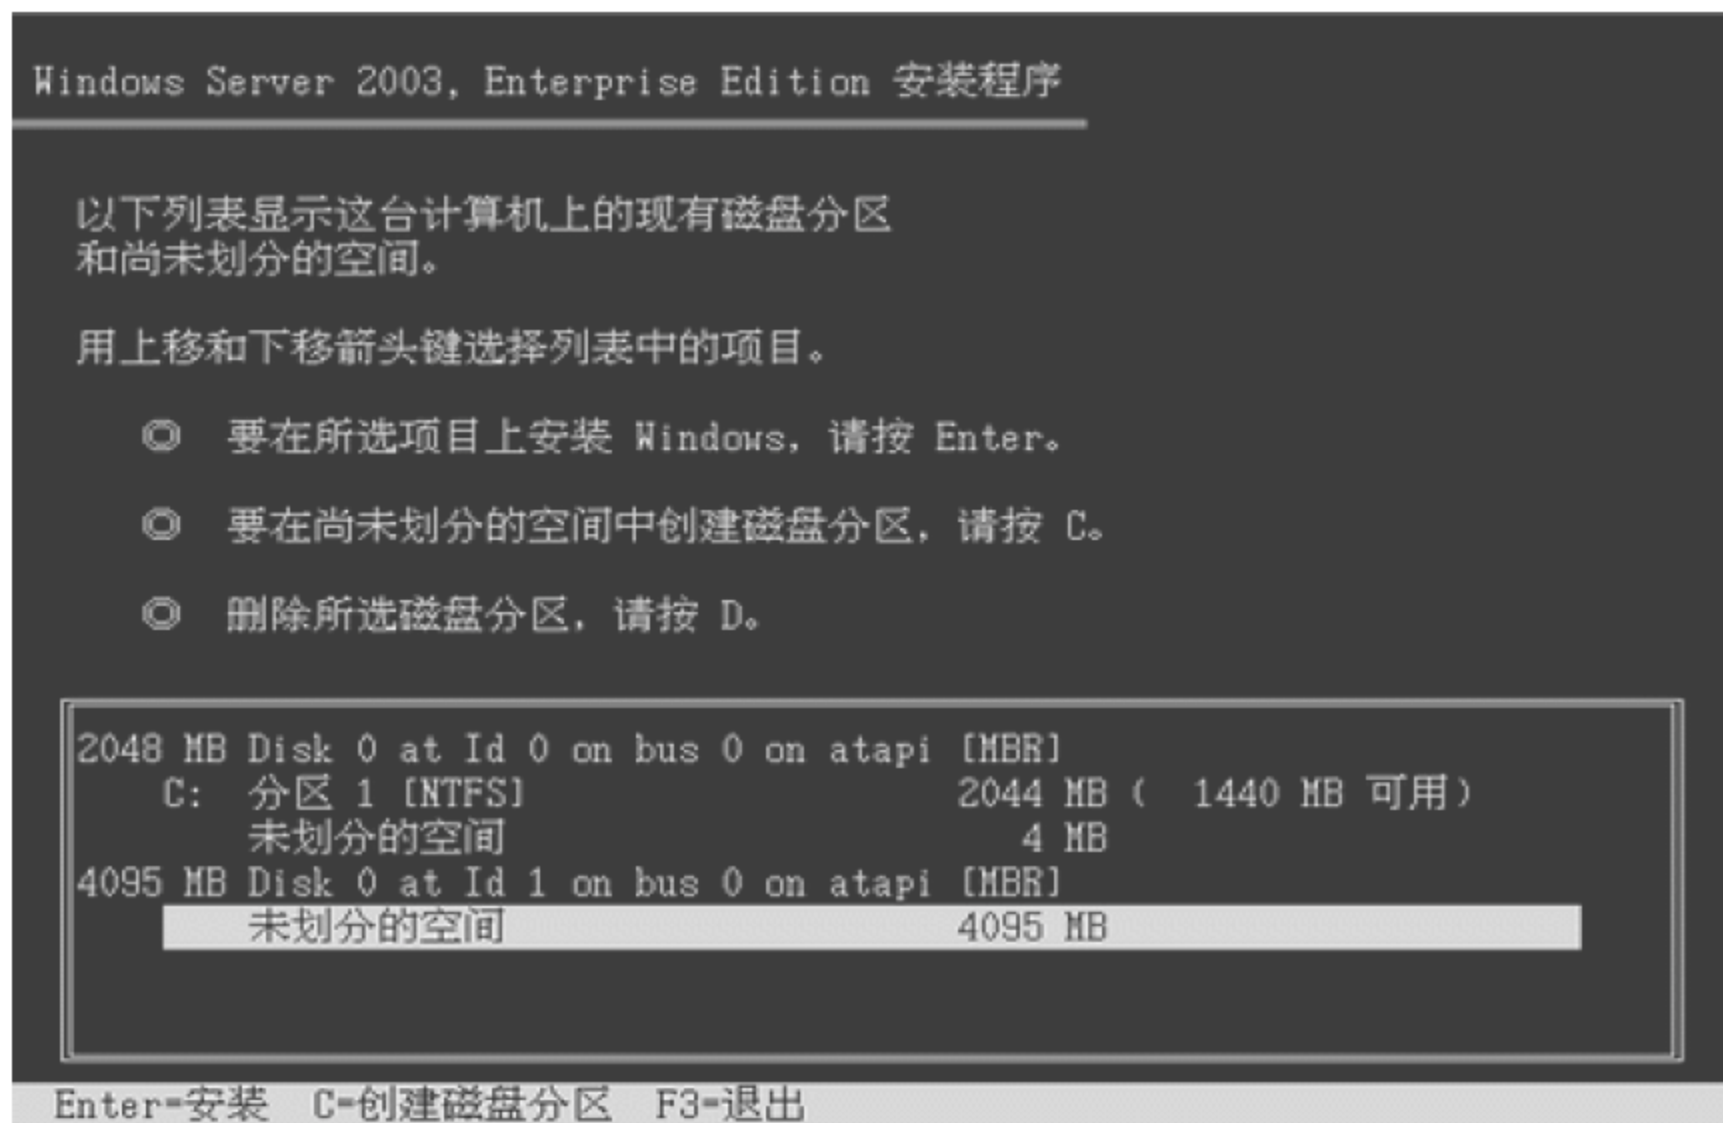 Windows Server 2003, Enterprise Edition 安装程序
以下列表显示这台计算机上的现有磁盘分区
和尚未划分的空间。
用上移和下移箭头键选择列表中的项目。
◎ 要在所选项目上安装 Windows, 请按 Enter。
◎ 要在尚未划分的空间中创建磁盘分区, 请按 C。
◎ 删除所选磁盘分区, 请按 D。
2048 MB Disk 0 at Id 0 on bus 0 on atapi [MBR]
C: 分区 1 [NTFS] 2044 MB ( 1440 MB 可用)
未划分的空间 4 MB
4095 MB Disk 0 at Id 1 on bus 0 on atapi [MBR]
未划分的空间 4095 MB
Enter=安装 C=创建磁盘分区 F3=退出